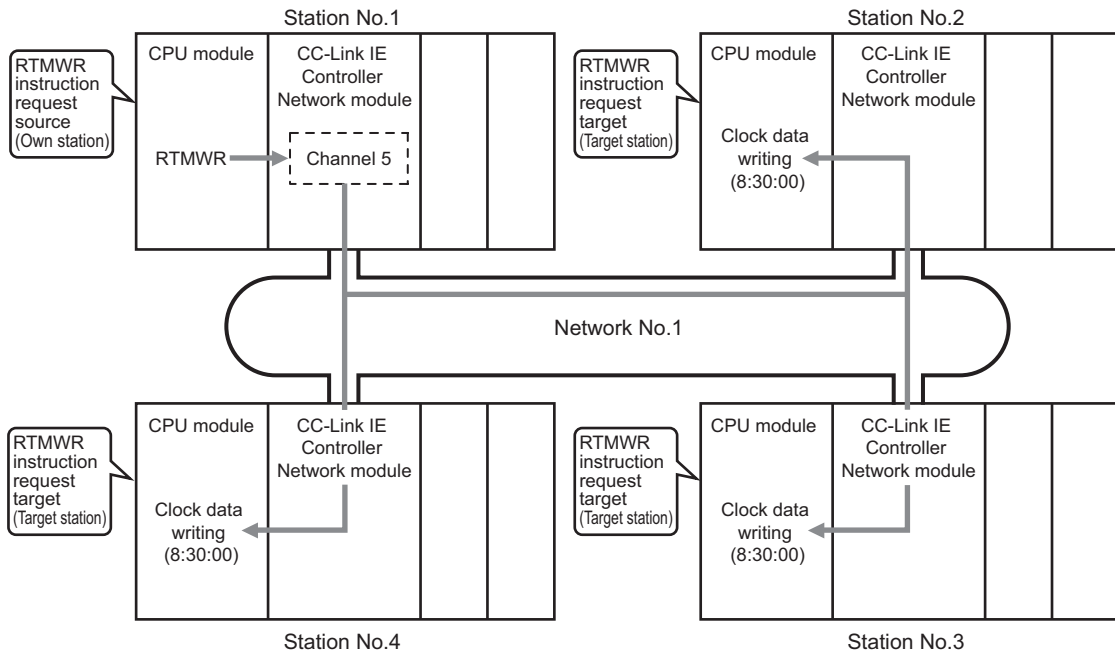 Station No.1
RTMWR
instruction
request
source
(Own station)
CPU module
RTMWR
CC-Link IE
Controller
Network module
Channel 5
Station No.2
RTMWR
instruction
request
target
(Target station)
CPU module
Clock data
writing
(8:30:00)
CC-Link IE
Controller
Network module
Network No.1
RTMWR
instruction
request
target
(Target station)
CPU module
Clock data
writing
(8:30:00)
CC-Link IE
Controller
Network module
Station No.4
RTMWR
instruction
request
target
(Target station)
CPU module
Clock data
writing
(8:30:00)
CC-Link IE
Controller
Network module
Station No.3